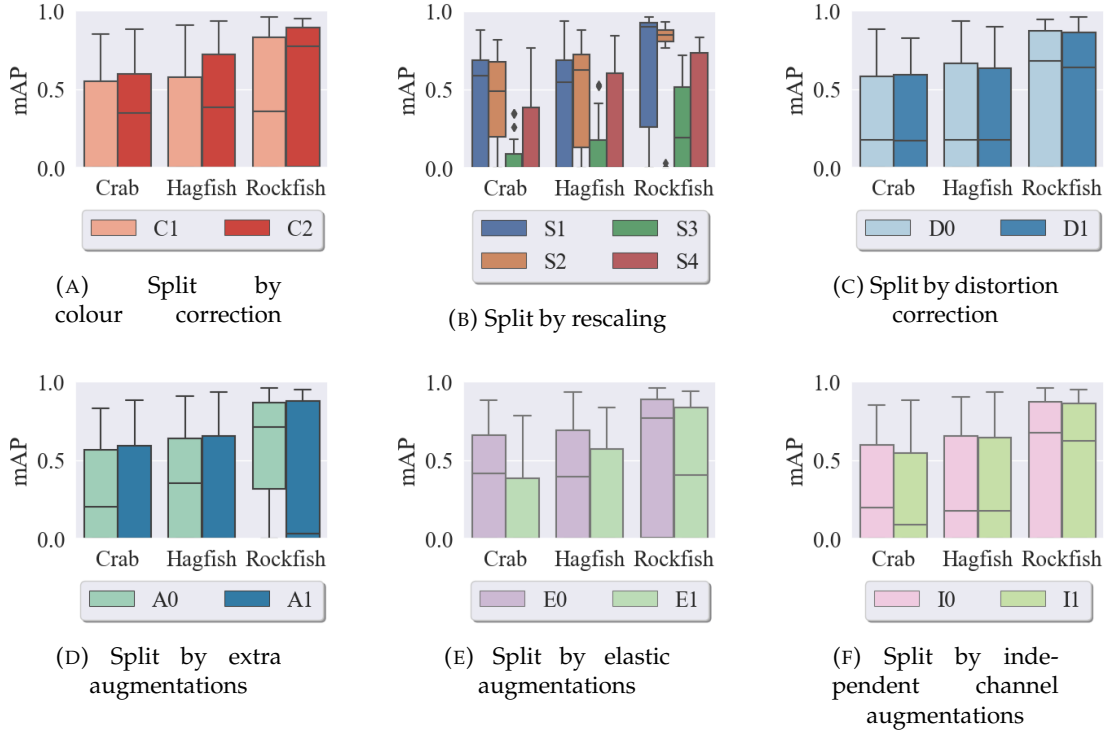 1.0
0.5
0.0
mAP
Crab Hagfish Rockfish
C1 C2
(A) Split by
colour correction
1.0
0.5
0.0
mAP
Crab Hagfish Rockfish
S1 S3
S2 S4
(B) Split by rescaling
1.0
0.5
0.0
mAP
Crab Hagfish Rockfish
D0 D1
(C) Split by distortion
correction
1.0
0.5
0.0
mAP
Crab Hagfish Rockfish
A0 A1
(D) Split by extra
augmentations
1.0
0.5
0.0
mAP
Crab Hagfish Rockfish
E0 E1
(E) Split by elastic
augmentations
1.0
0.5
0.0
mAP
Crab Hagfish Rockfish
I0 I1
(F) Split by inde-
pendent channel
augmentations